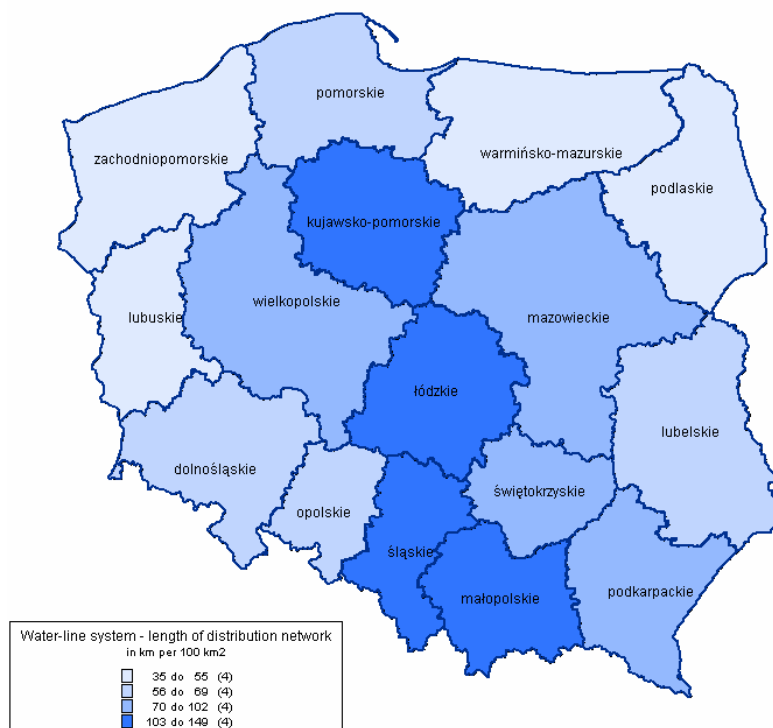 pomorskie
zachodniopomorskie
warmińsko-mazurskie
podlaskie
kujawsko-pomorskie
lubuskie
wielkopolskie
mazowieckie
łódzkie
lubelskie
dolnośląskie
opolskie
świętokrzyskie
śląskie
małopolskie
podkarpackie
Water-line system - length of distribution network
in km per 100 km2
35 do 55 (4)
56 do 69 (4)
70 do 102 (4)
103 do 149 (4)